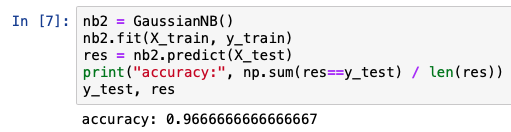 In [7]: nb2 = GaussianNB()
nb2.fit(X_train, y_train)
res = nb2.predict(X_test)
print("accuracy:", np.sum(res==y_test) / len(res))
y_test, res
accuracy: 0.9666666666666667